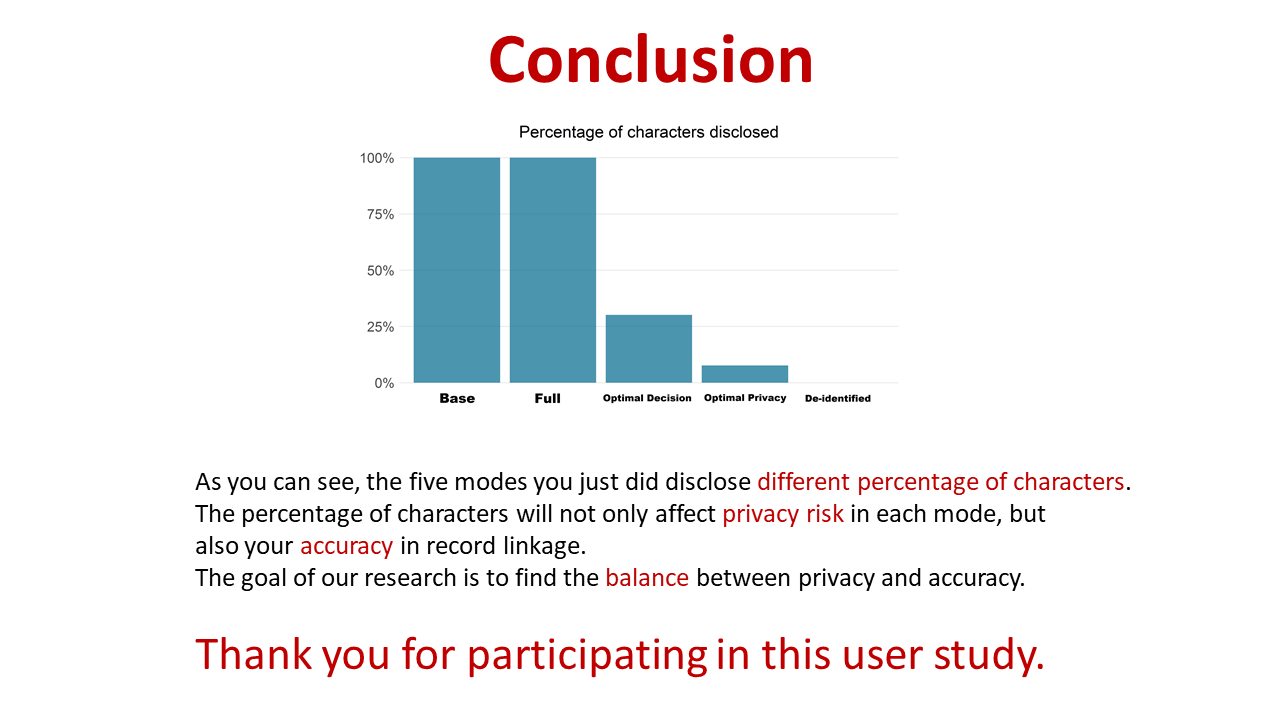 Conclusion
Percentage of characters disclosed
100%
75%
50%
25%
0%
Base Full Optimal Decision Optimal Privacy De-identified
As you can see, the five modes you just did disclose different percentage of characters.
The percentage of characters will not only affect privacy risk in each mode, but
also your accuracy in record linkage.
The goal of our research is to find the balance between privacy and accuracy.
Thank you for participating in this user study.